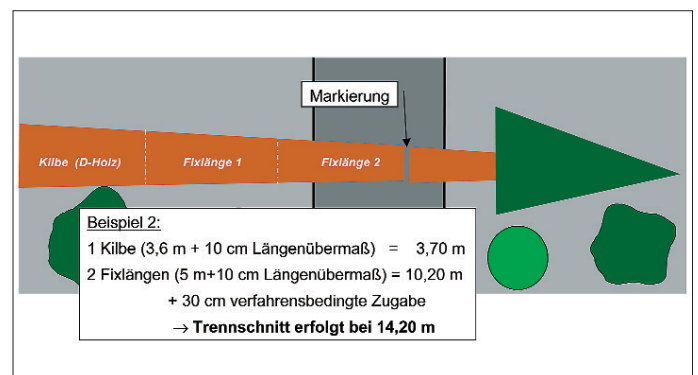 Markierung
Kilbe (D-Holz) Fixlänge 1 Fixlänge 2
Beispiel 2:
1 Kilbe (3,6 m + 10 cm Längenübermaß) = 3,70 m
2 Fixlängen (5 m+10 cm Längenübermaß) = 10,20 m
+ 30 cm verfahrensbedingte Zugabe
→ Trennschnitt erfolgt bei 14,20 m